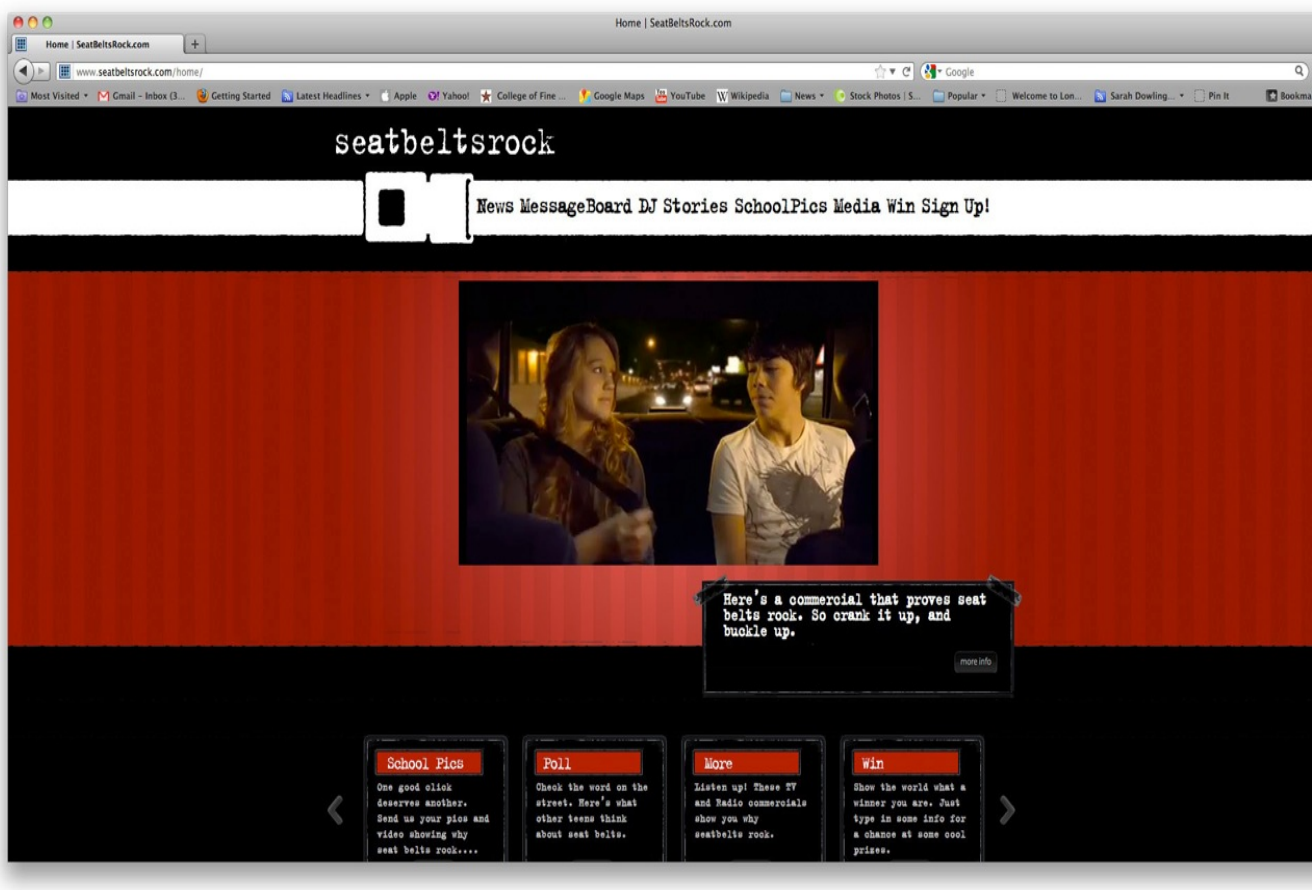 Home | SeatBeltsRock.com
Home | SeatBeltsRock.com +
www.seatbeltsrock.com/home/ Google
Most Visited Gmail - Inbox (3... Getting Started Latest Headlines Apple Yahoo! College of Fine ... Google Maps YouTube Wikipedia News Stock Photos | S... Popular Welcome to Lon... Sarah Dowling... Pin It Bookma
seatbeltsrock
News MessageBoard DJ Stories SchoolPics Media Win Sign Up!
Here's a commercial that proves seat
belts rock. So crank it up, and
buckle up.
more info
School Pics
One good click
deserves another.
Send us your pics and
video showing why
seat belts rock....
Poll
Check the word on the
street. Here's what
other teens think
about seat belts.
More
Listen up! These TV
and Radio commercials
show you why
seatbelts rock.
Win
Show the world what a
winner you are. Just
type in some info for
a chance at some cool
prizes.